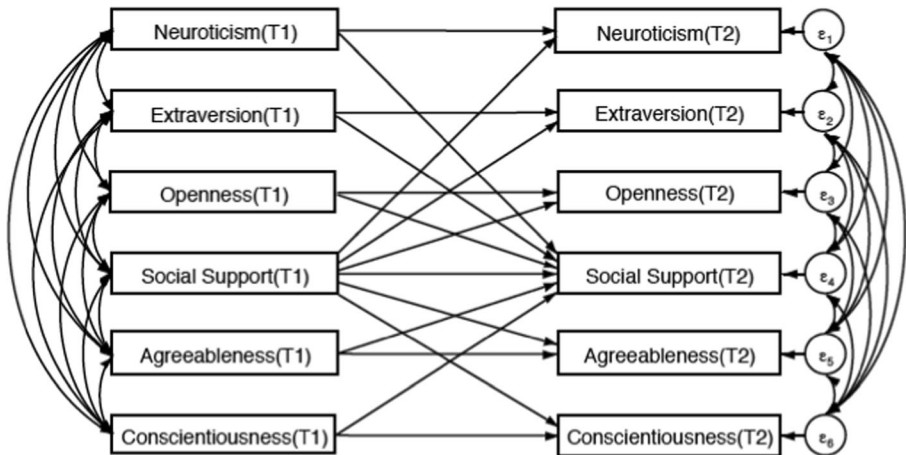 Neuroticism(T1)
Neuroticism(T2)
ε1
Extraversion(T1)
Extraversion(T2)
ε2
Openness(T1)
Openness(T2)
ε3
Social Support(T1)
Social Support(T2)
ε4
Agreeableness(T1)
Agreeableness(T2)
ε5
Conscientiousness(T1)
Conscientiousness(T2)
ε6